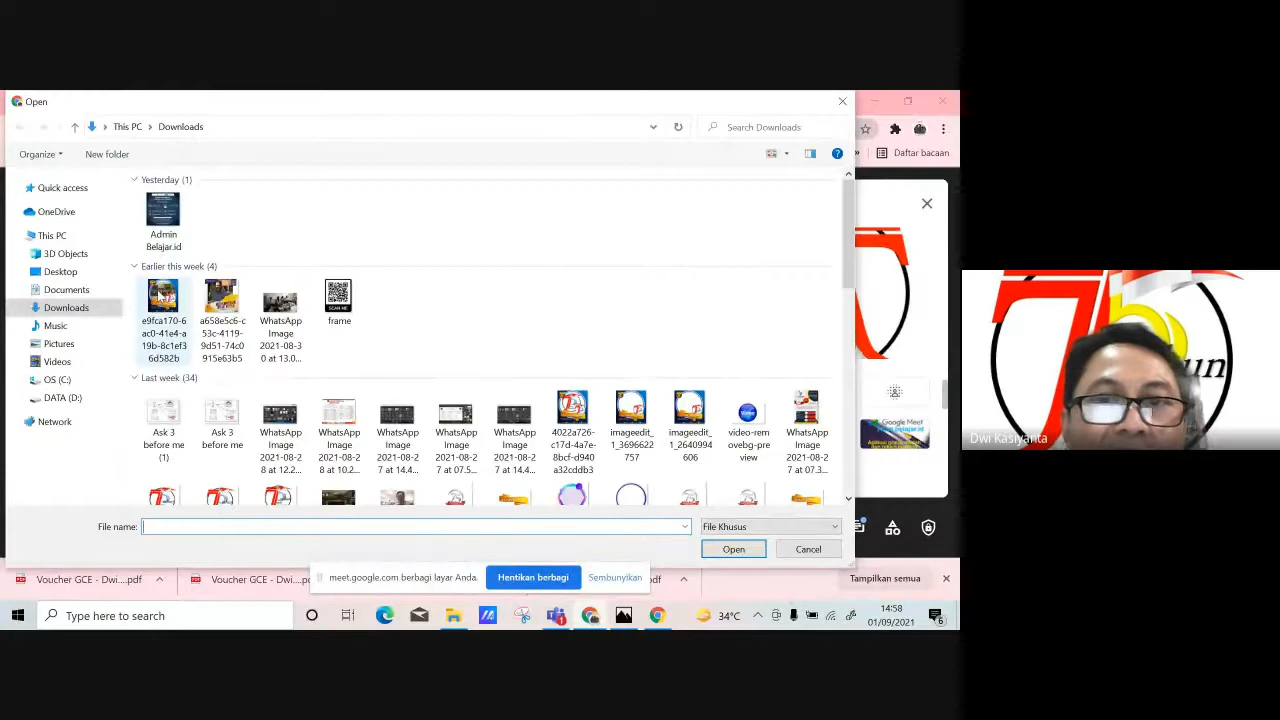 Open
This PC
Downloads
Search Downloads
Organize
New folder
?
Daftar bacaan
Quick access
OneDrive
This PC
3D Objects
Desktop
Documents
Downloads
Music
Pictures
Videos
OS (C:)
DATA (D:)
Network
Yesterday (1)
Admin
Belajar.id
Earlier this week (4)
e9fca170-6
ac0-41e4-a
19b-8c1ef3
6d582b
a658e5c6-c
53c-4119-
9d51-74c0
915e63b5
WhatsApp
Image
2021-08-3
0 at 13.0...
SCAN ME
frame
Last week (34)
Ask 3
before me
(1)
Ask 3
before me
WhatsApp
Image
2021-08-2
8 at 12.2...
WhatsApp
Image
2021-08-2
8 at 10.2...
WhatsApp
Image
2021-08-2
7 at 14.4...
WhatsApp
Image
2021-08-2
7 at 07.5...
WhatsApp
Image
2021-08-2
7 at 14.4...
4022a726-
c17d-4a7e-
8bcf-d940
a32cddb3
imageedit_
1_3696622
757
imageedit_
1_2640994
606
Video
video-rem
ovebg-pre
view
WhatsApp
Image
2021-08-2
7 at 07.3...
Google Meet
File name:
File Khusus
Open
Cancel
Voucher GCE - Dwi....pdf
Voucher GCE - Dwi....pdf
pdf
meet.google.com berbagi layar Anda.
Hentikan berbagi
Sembunyikan
Tampilkan semua
Type here to search
34°C
14:58
01/09/2021
6
Dwi Kasiyanta